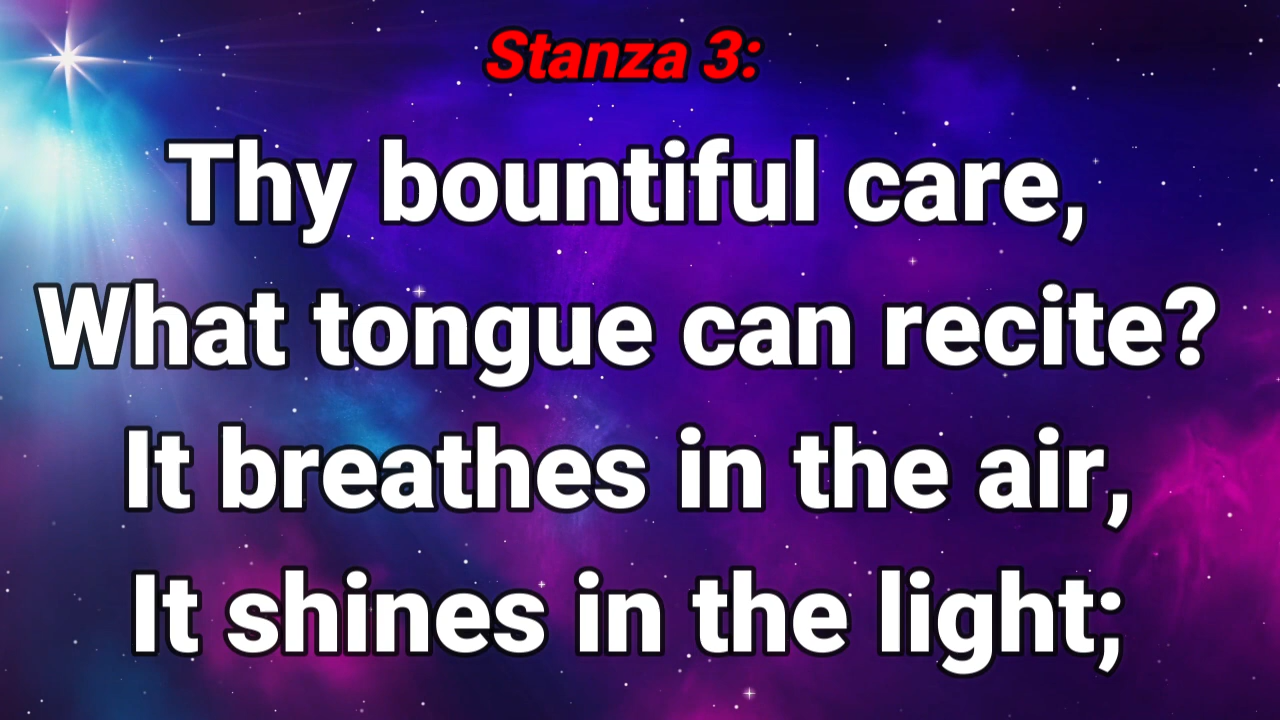 Stanza 3:
Thy bountiful care,
What tongue can recite?
It breathes in the air,
It shines in the light;